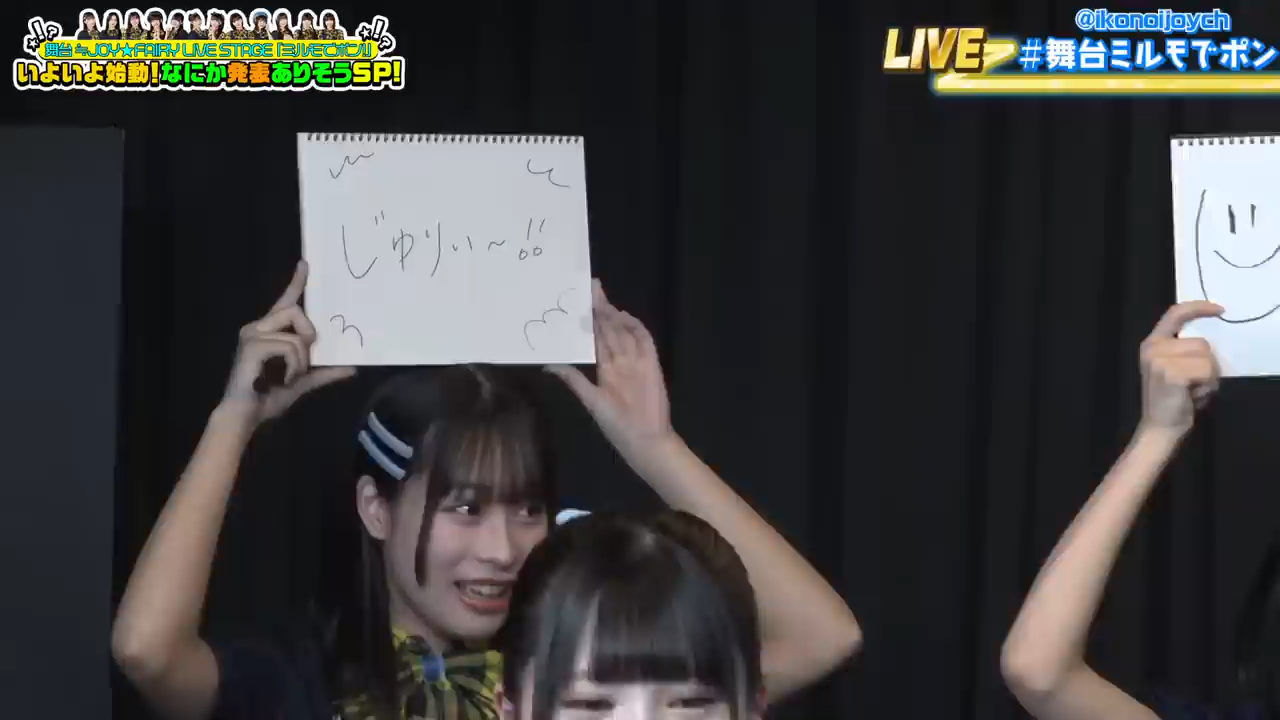 舞台 ≒JOY★FAIRY LIVE STAGE「ミルモでポン!」
いよいよ始動!なにか発表ありそうSP!
@ikonoijoych
LIVE
#舞台ミルモでポン
じゅりぃ〜!!